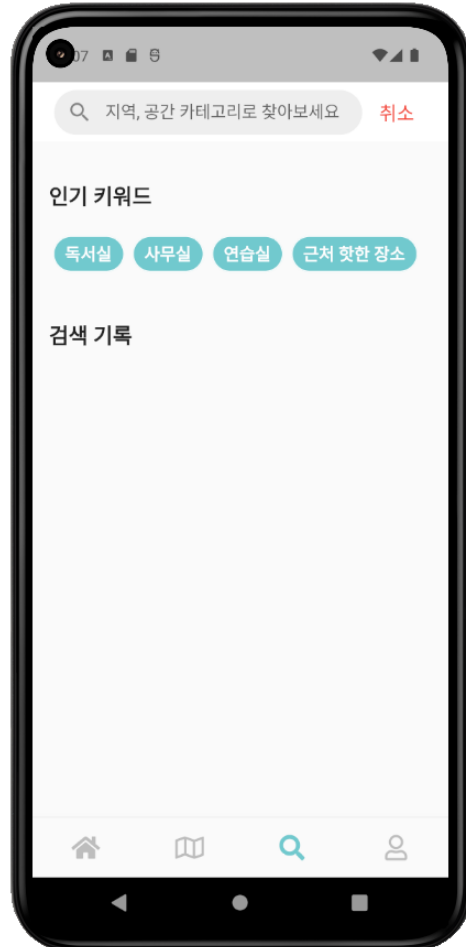 07
지역, 공간 카테고리로 찾아보세요 취소
인기 키워드
독서실 사무실 연습실 근처 핫한 장소
검색 기록